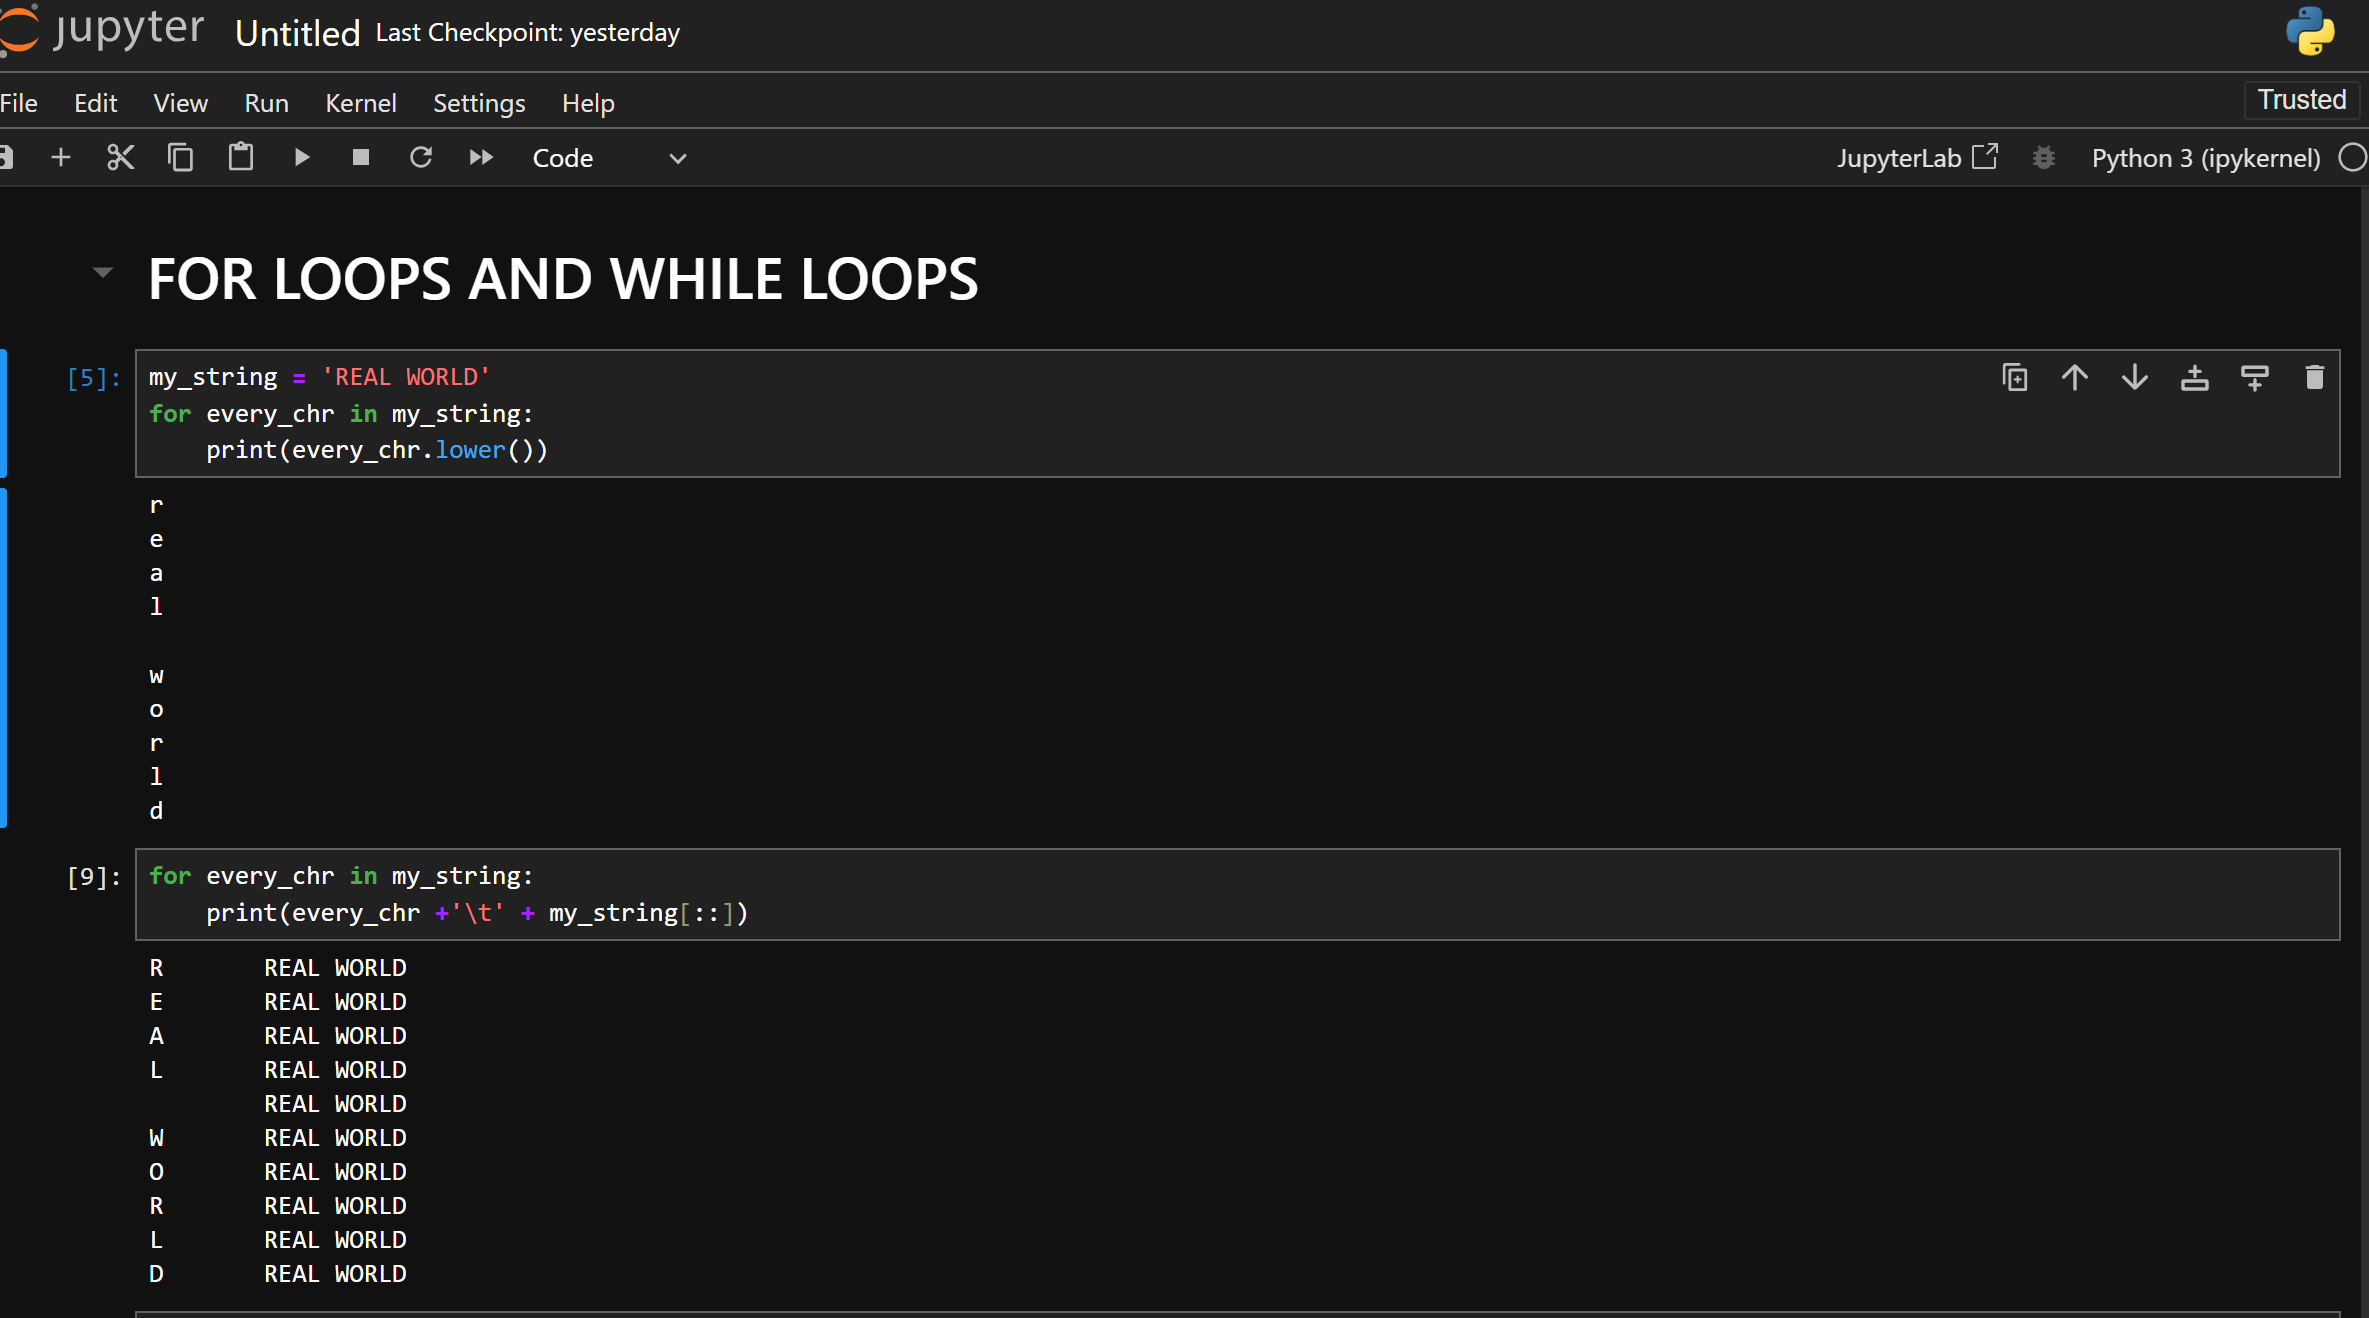 jupyter Untitled Last Checkpoint: yesterday
File Edit View Run Kernel Settings Help Trusted
Code JupyterLab Python 3 (ipykernel)
FOR LOOPS AND WHILE LOOPS
[5]: my_string = 'REAL WORLD'
for every_chr in my_string:
    print(every_chr.lower())
r
e
a
l

w
o
r
l
d
[9]: for every_chr in my_string:
    print(every_chr +'\t' + my_string[::])
R	REAL WORLD
E	REAL WORLD
A	REAL WORLD
L	REAL WORLD
	REAL WORLD
W	REAL WORLD
O	REAL WORLD
R	REAL WORLD
L	REAL WORLD
D	REAL WORLD